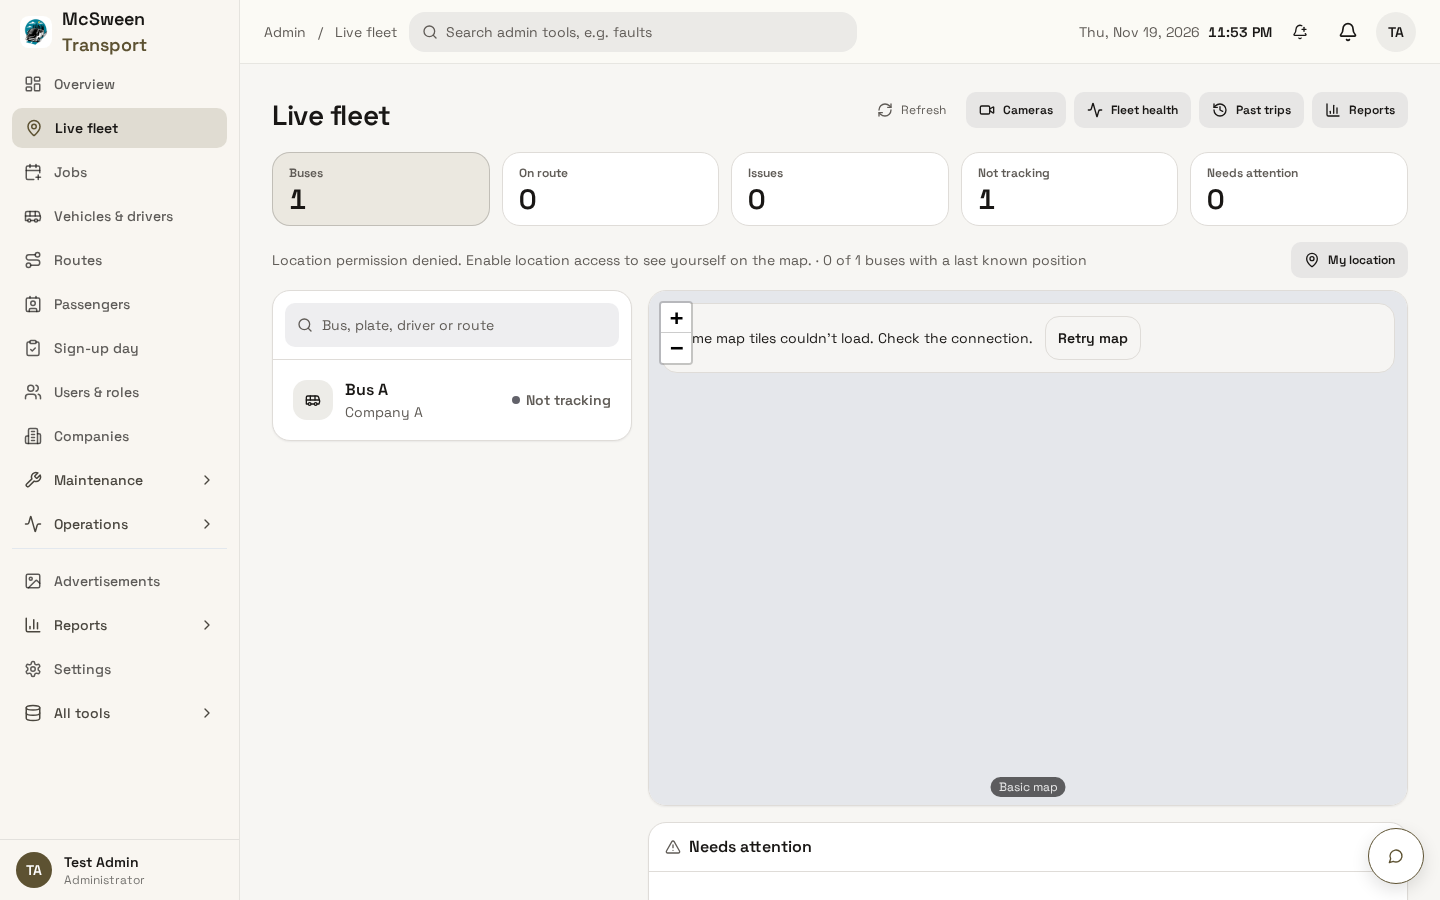 McSween
Transport
Overview
Live fleet
Jobs
Vehicles & drivers
Routes
Passengers
Sign-up day
Users & roles
Companies
Maintenance
Operations
Advertisements
Reports
Settings
All tools
TA
Test Admin
Administrator
Admin / Live fleet
Search admin tools, e.g. faults
Thu, Nov 19, 2026 11:53 PM
TA
Live fleet
Refresh
Cameras
Fleet health
Past trips
Reports
Buses
1
On route
0
Issues
0
Not tracking
1
Needs attention
0
Location permission denied. Enable location access to see yourself on the map. · 0 of 1 buses with a last known position
My location
Bus, plate, driver or route
Bus A
Company A
Not tracking
+
−
me map tiles couldn't load. Check the connection.
Retry map
Basic map
Needs attention